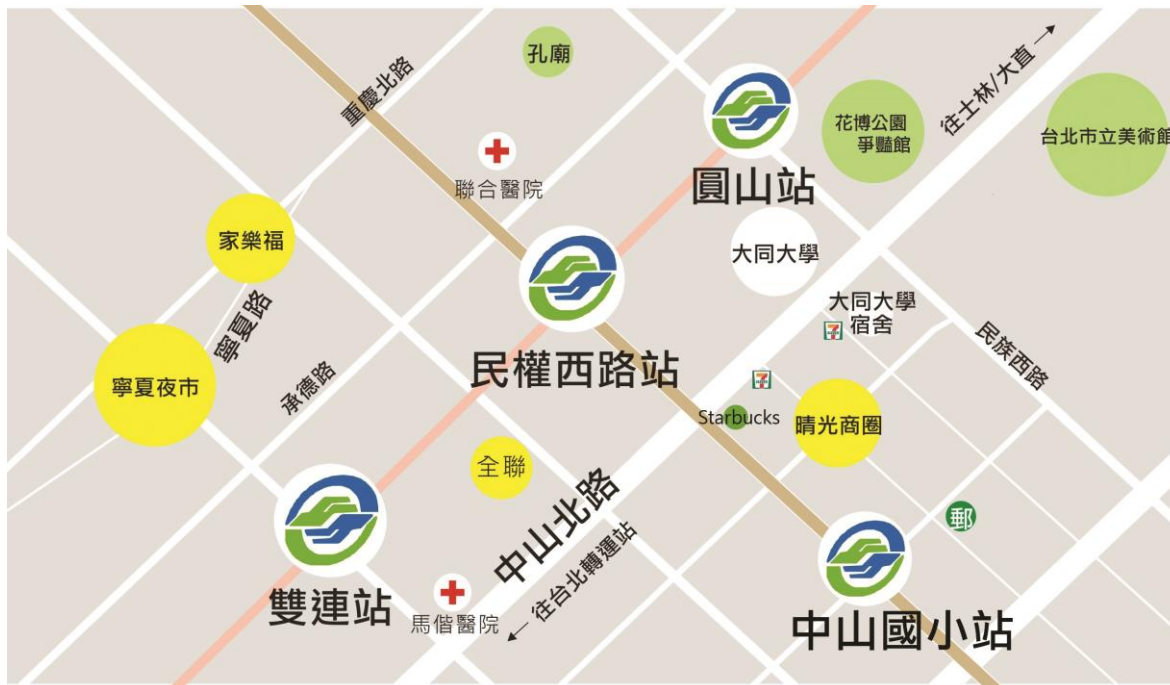 孔廟
重慶北路
往士林/大直
花博公園
爭豔館
台北市立美術館
聯合醫院
圓山站
家樂福
大同大學
大同大學
宿舍
7
寧夏路
民權西路站
民族西路
寧夏夜市
承德路
7
Starbucks
晴光商圈
全聯
中山北路
郵
往台北轉運站
雙連站
馬偕醫院
中山國小站